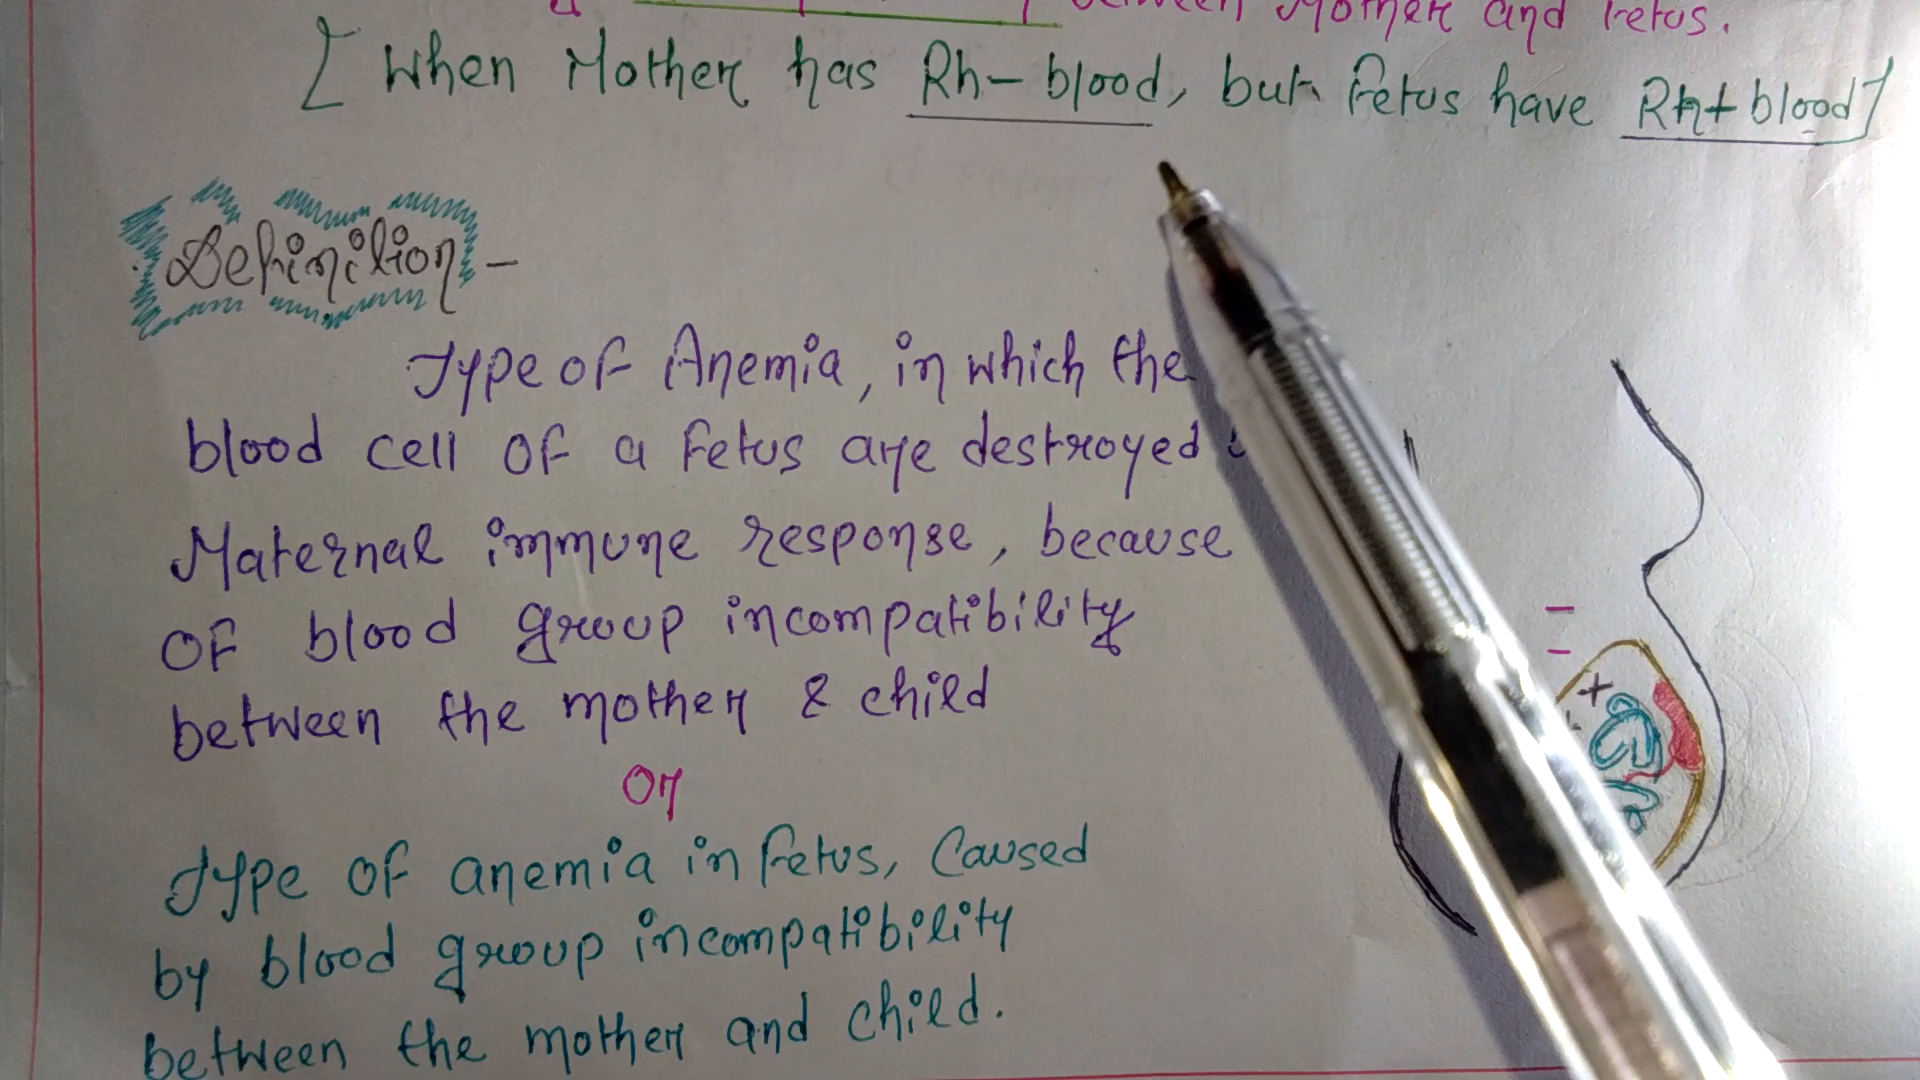 between Mother and Fetus.
[ When Mother has Rh- blood, but Fetus have Rh+ blood]
Definition -
Type of Anemia, in which the
blood cell of a Fetus are destroyed
Maternal immune response, because
of blood group incompatibility
between the mother & child
or
Type of anemia in Fetus, Caused
by blood group incompatibility
between the mother and child.